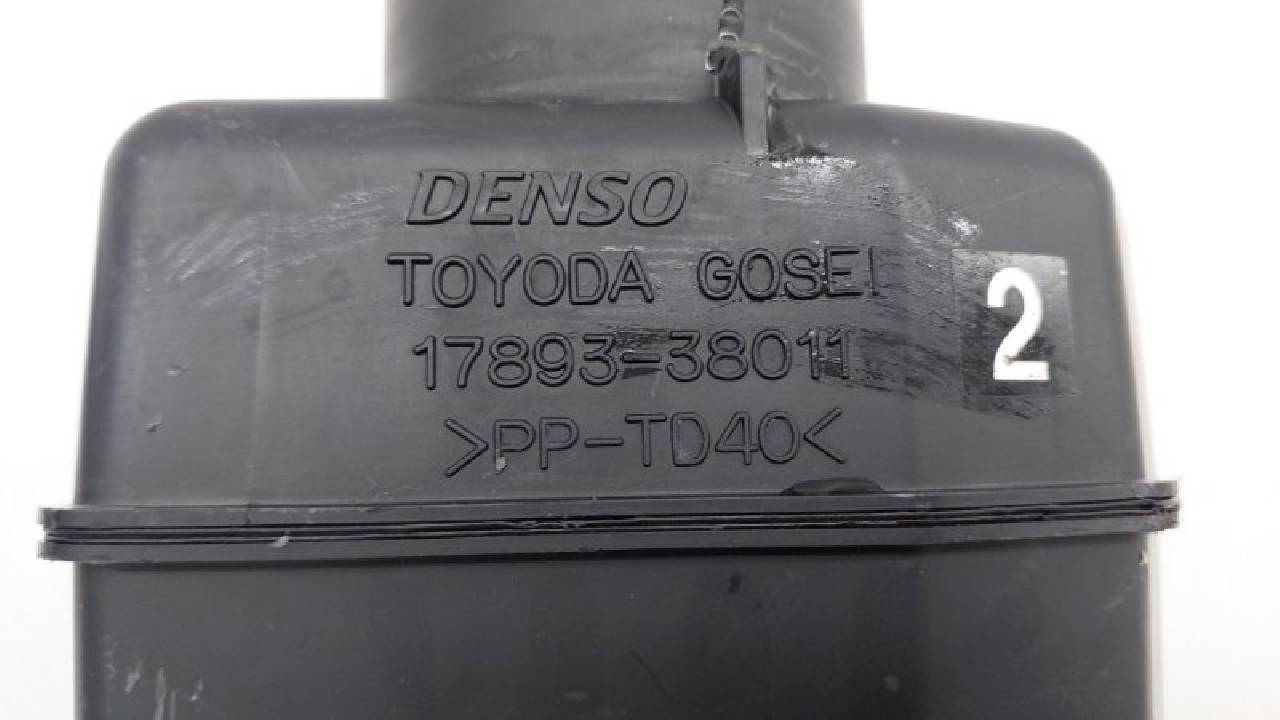 DENSO
TOYODA GOSEI
17893-38011
2
>PP-TD40<